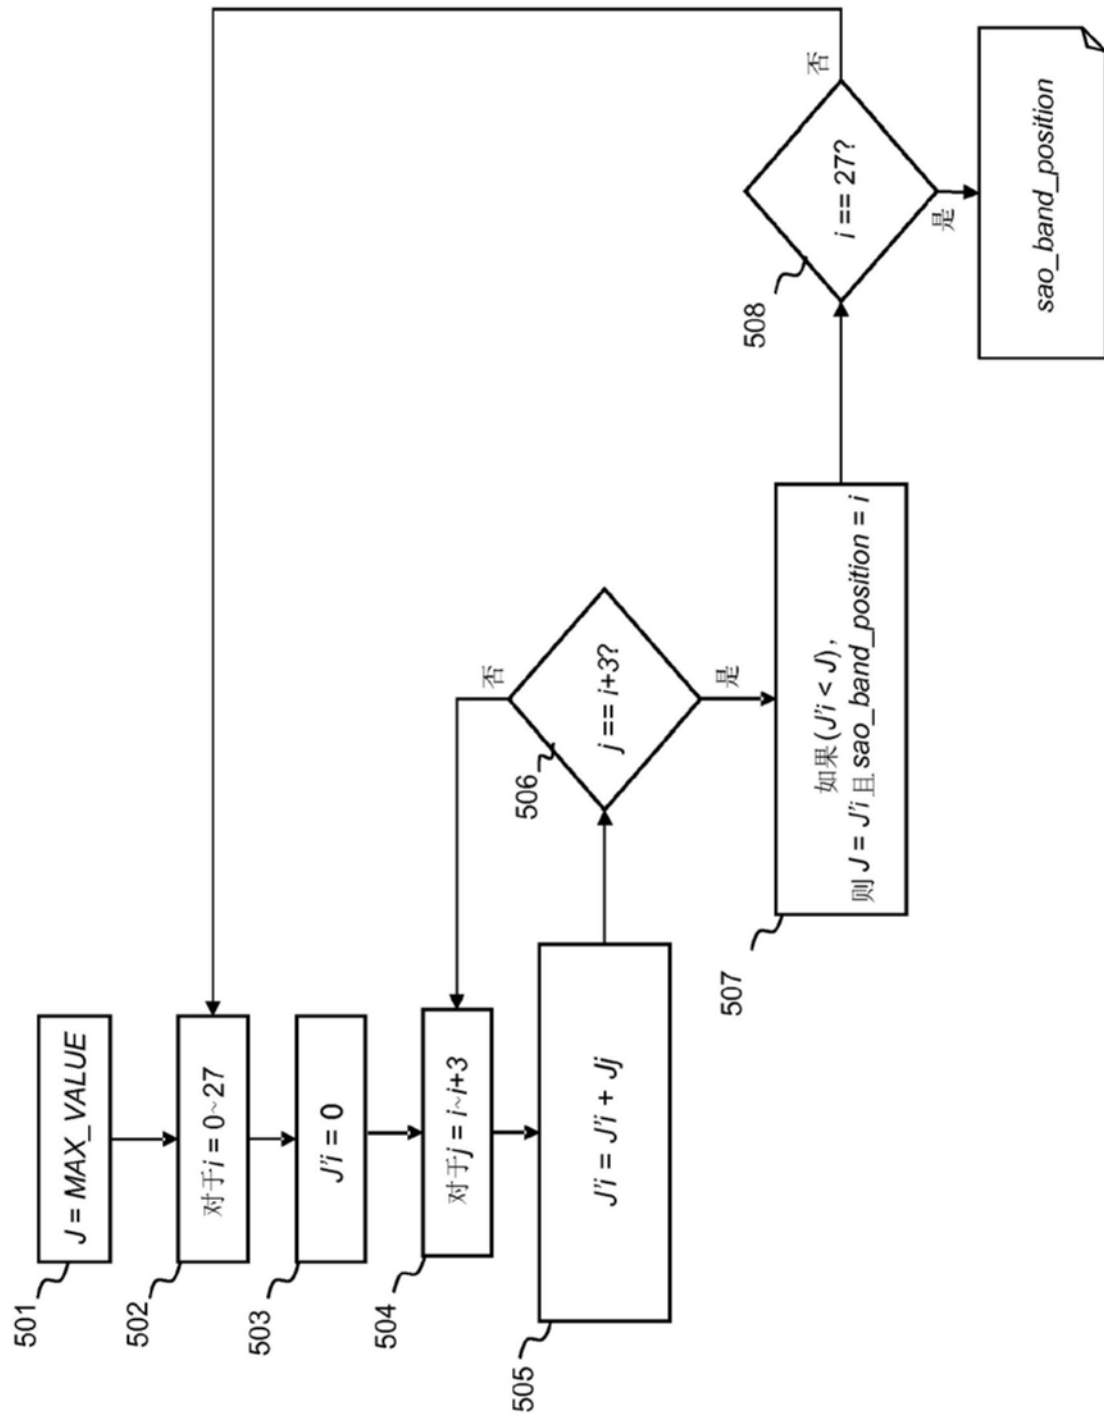 501
J = MAX_VALUE
502
对于i = 0~27
503
J'i = 0
504
对于j = i~i+3
505
J'i = J'i + Jj
506
j == i+3?
否
是
507
如果 (J'i < J),
则 J = J'i 且 sao_band_position = i
508
i == 27?
否
是
sao_band_position